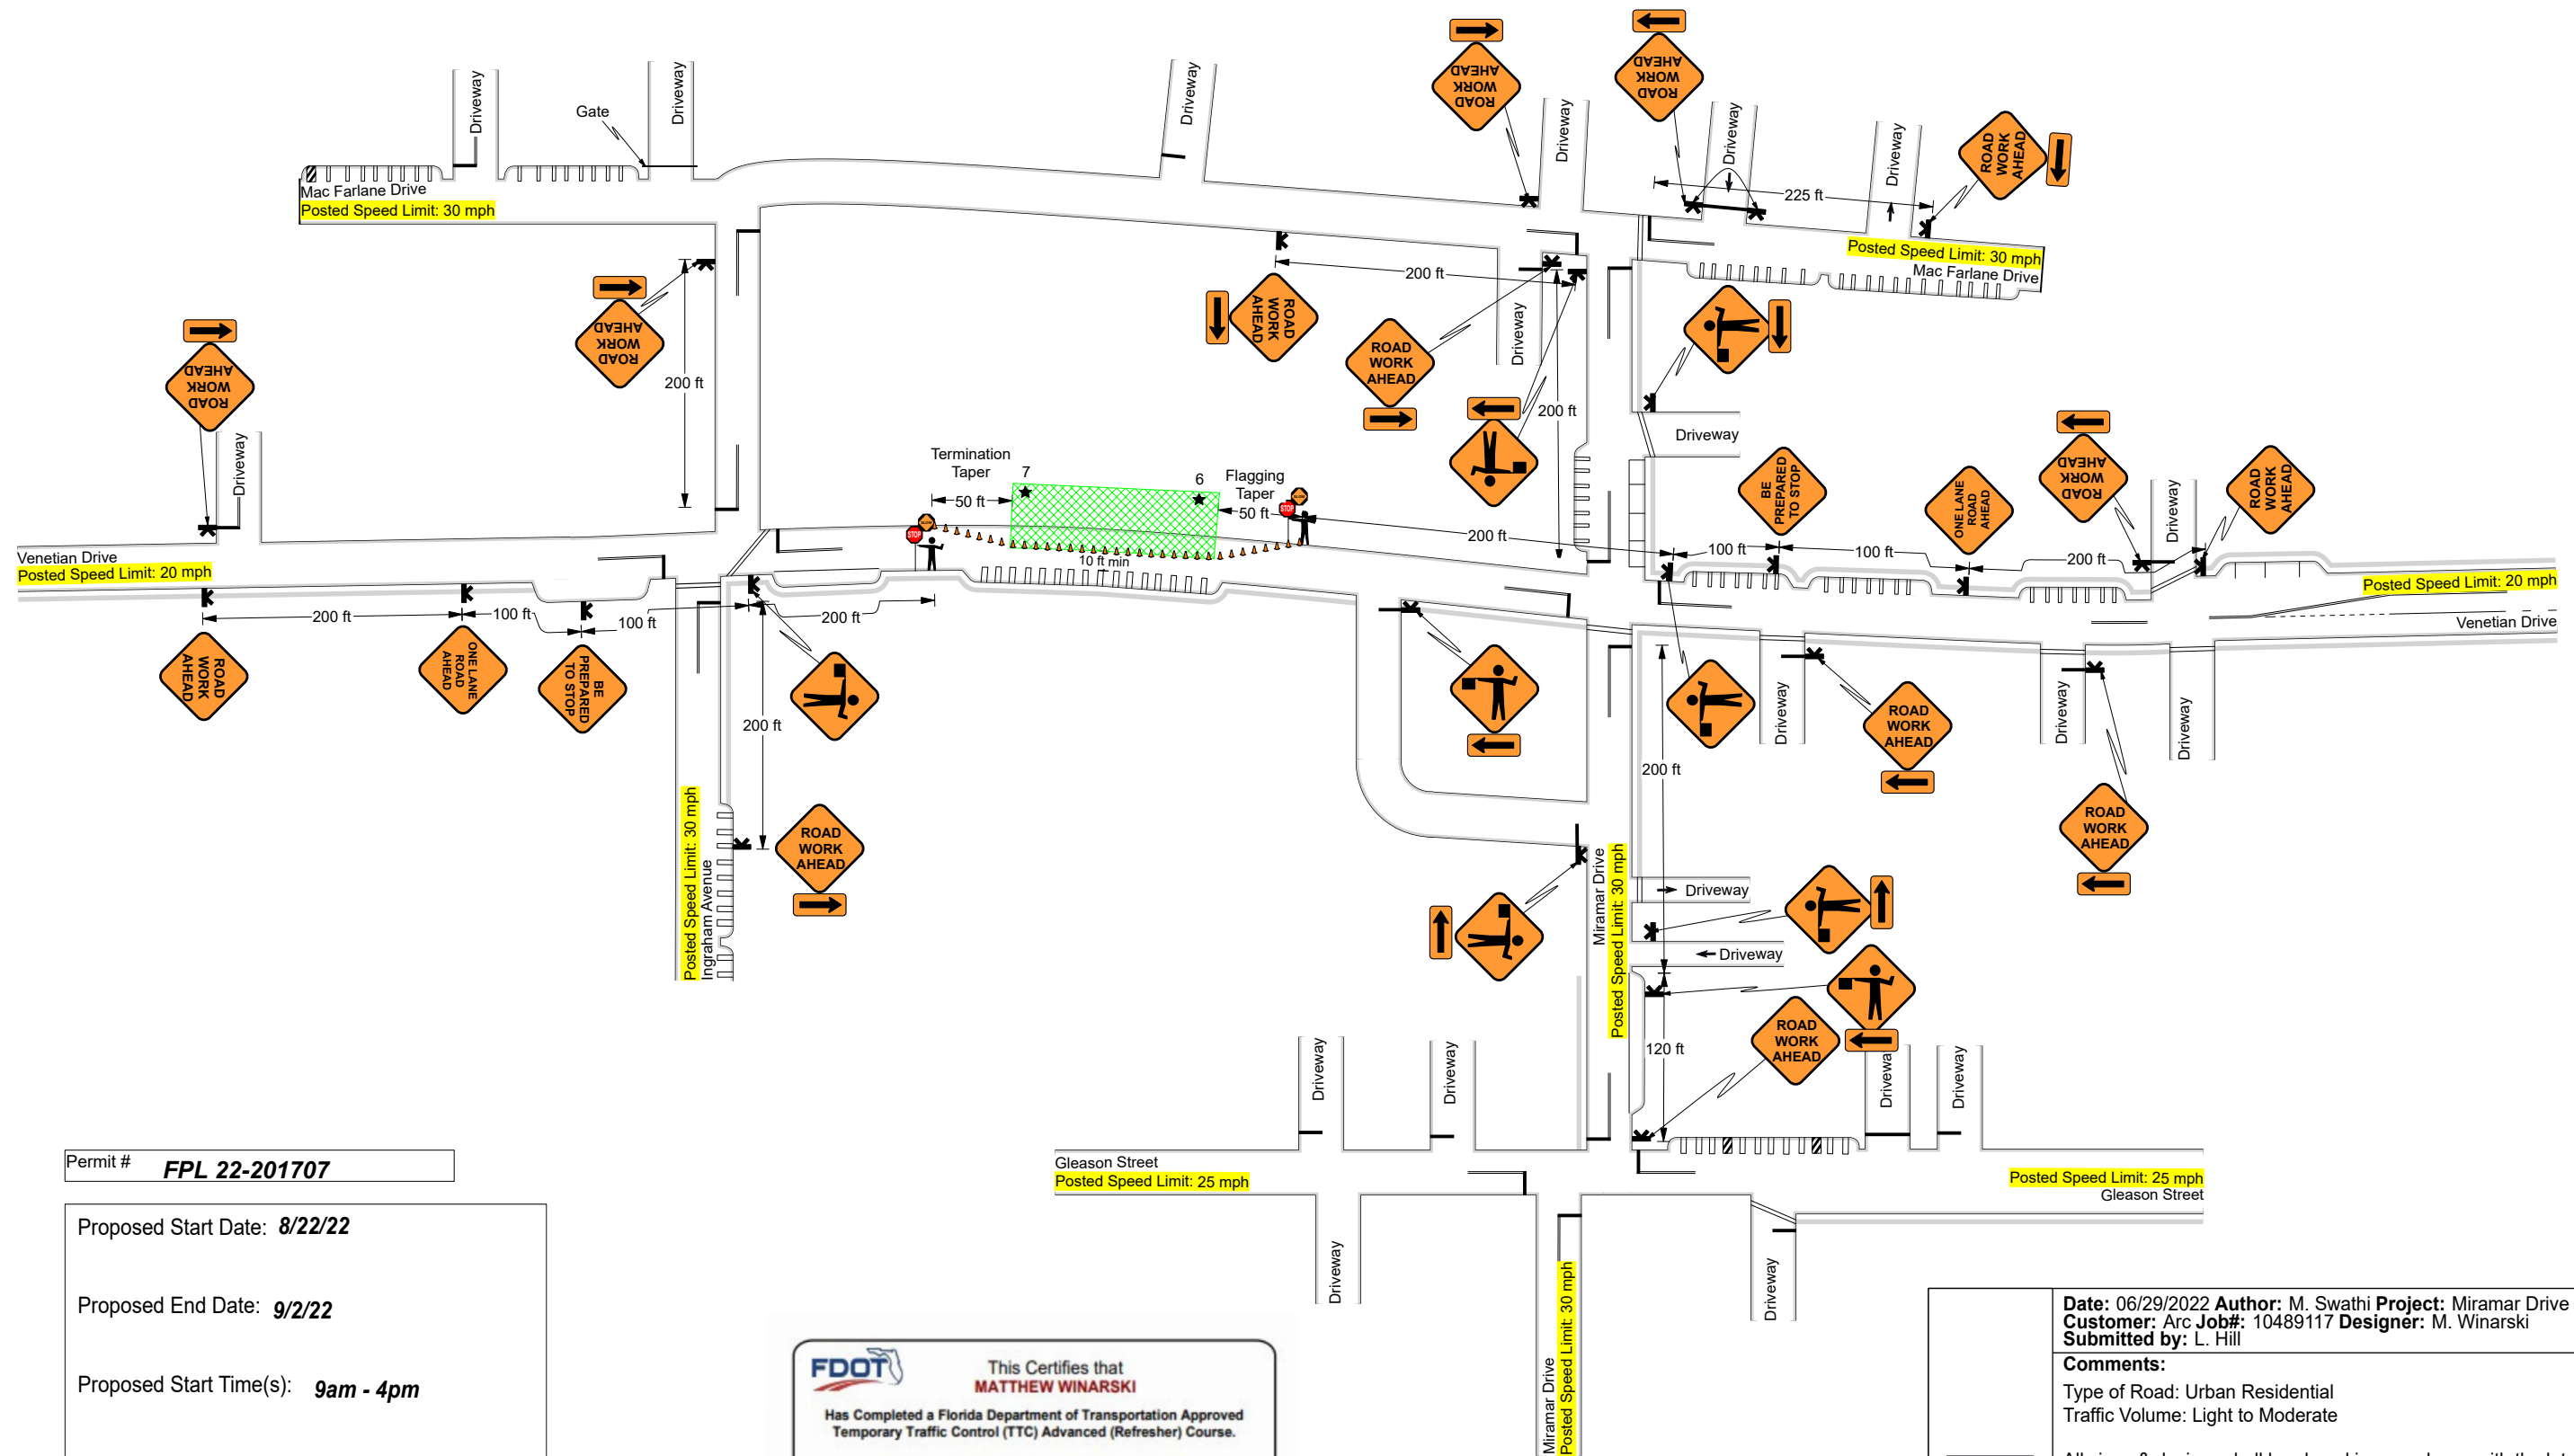 Driveway
Gate
Driveway
Driveway
ROAD
WORK
AHEAD
ROAD
WORK
AHEAD
Driveway
Driveway
Driveway
ROAD
WORK
AHEAD
225 ft
Mac Farlane Drive
Posted Speed Limit: 30 mph
Posted Speed Limit: 30 mph
Mac Farlane Drive
200 ft
ROAD
WORK
AHEAD
ROAD
WORK
AHEAD
200 ft
ROAD
WORK
AHEAD
Driveway
ROAD
WORK
AHEAD
Driveway
200 ft
Driveway
Termination
Taper
50 ft
7
6
Flagging
Taper
50 ft
STOP
STOP
10 ft min
200 ft
100 ft
BE
PREPARED
TO STOP
100 ft
ONE LANE
ROAD
AHEAD
200 ft
ROAD
WORK
AHEAD
Driveway
ROAD
WORK
AHEAD
Venetian Drive
Posted Speed Limit: 20 mph
Posted Speed Limit: 20 mph
Venetian Drive
200 ft
100 ft
100 ft
200 ft
ROAD
WORK
AHEAD
ONE LANE
ROAD
AHEAD
BE
PREPARED
TO STOP
200 ft
ROAD
WORK
AHEAD
Posted Speed Limit: 30 mph
Ingraham Avenue
200 ft
Driveway
ROAD
WORK
AHEAD
Driveway
Driveway
ROAD
WORK
AHEAD
Miramar Drive
Posted Speed Limit: 30 mph
Driveway
Driveway
120 ft
ROAD
WORK
AHEAD
Driveway
Driveway
Driveway
Driveway
Gleason Street
Posted Speed Limit: 25 mph
Posted Speed Limit: 25 mph
Gleason Street
Driveway
Driveway
Miramar Drive
Posted Speed Limit: 30 mph
Permit # FPL 22-201707
Proposed Start Date: 8/22/22
Proposed End Date: 9/2/22
Proposed Start Time(s): 9am - 4pm
FDOT
This Certifies that
MATTHEW WINARSKI
Has Completed a Florida Department of Transportation Approved
Temporary Traffic Control (TTC) Advanced (Refresher) Course.
Date: 06/29/2022 Author: M. Swathi Project: Miramar Drive
Customer: Arc Job#: 10489117 Designer: M. Winarski
Submitted by: L. Hill
Comments:
Type of Road: Urban Residential
Traffic Volume: Light to Moderate